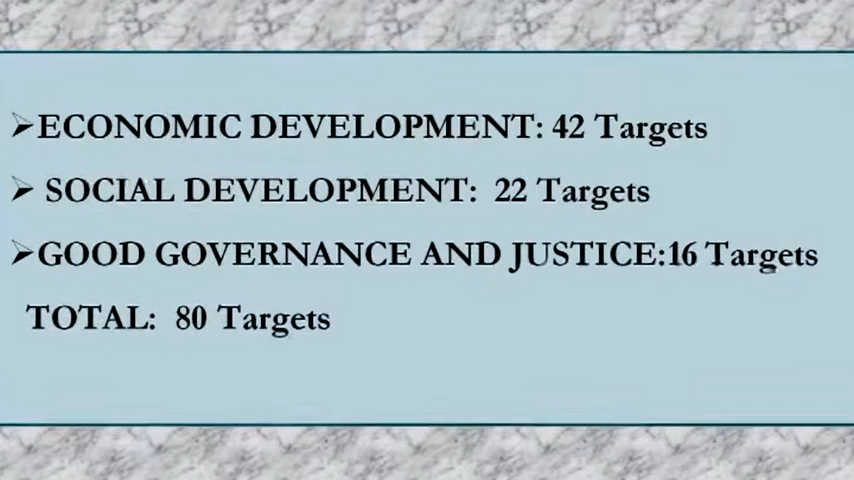 ➢ECONOMIC DEVELOPMENT: 42 Targets
➢ SOCIAL DEVELOPMENT: 22 Targets
➢GOOD GOVERNANCE AND JUSTICE:16 Targets
TOTAL: 80 Targets